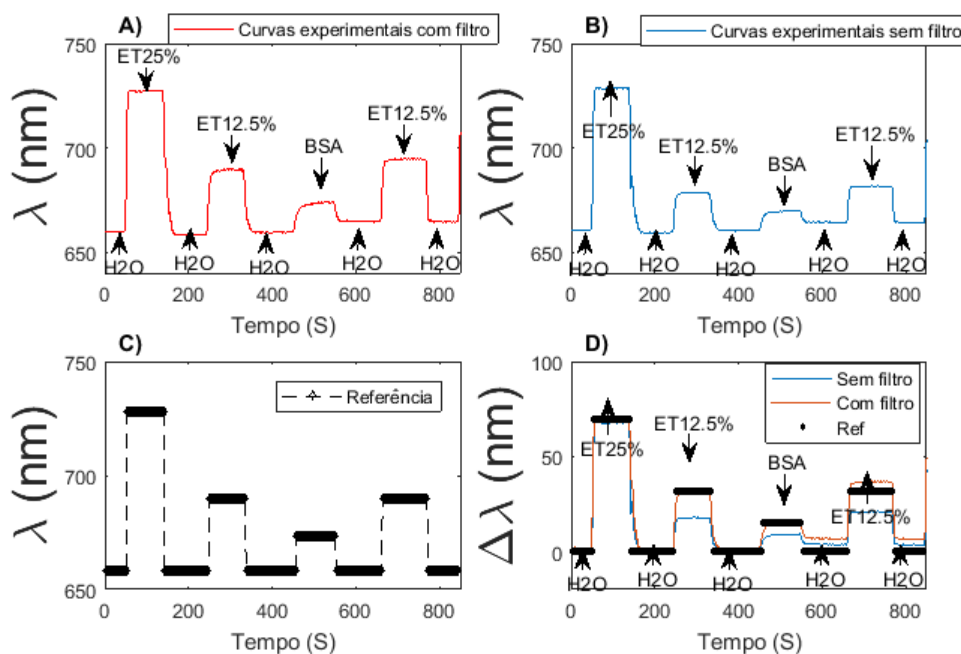 A)
Curvas experimentais com filtro
750
700
650
λ (nm)
ET25%
ET12.5%
BSA
ET12.5%
H2O
H2O
H2O
H2O
H2O
0 200 400 600 800
Tempo (S)
B)
Curvas experimentais sem filtro
750
700
650
λ (nm)
ET25%
ET12.5%
BSA
ET12.5%
H2O
H2O
H2O
H2O
H2O
0 200 400 600 800
Tempo (S)
C)
Referência
750
700
650
λ (nm)
0 200 400 600 800
Tempo (S)
D)
Sem filtro
Com filtro
Ref
100
50
0
Δλ (nm)
ET25%
ET12.5%
BSA
ET12.5%
H2O
H2O
H2O
H2O
H2O
0 200 400 600 800
Tempo (S)